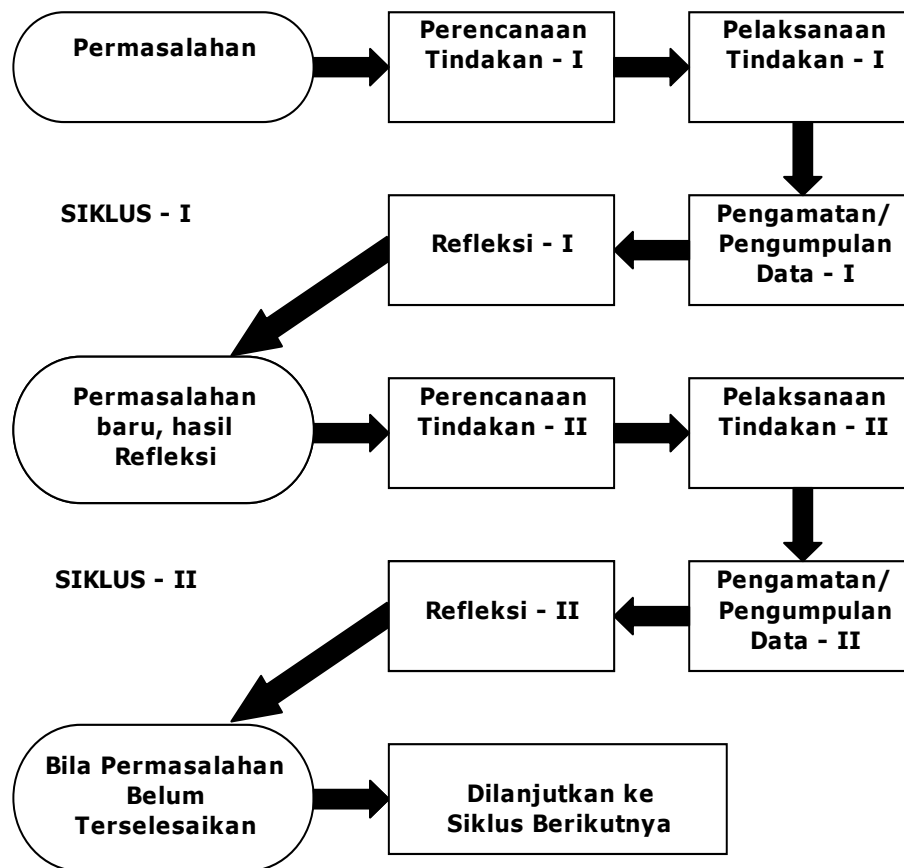 Permasalahan
Perencanaan
Tindakan - I
Pelaksanaan
Tindakan - I
SIKLUS - I
Refleksi - I
Pengamatan/
Pengumpulan
Data - I
Permasalahan
baru, hasil
Refleksi
Perencanaan
Tindakan - II
Pelaksanaan
Tindakan - II
SIKLUS - II
Refleksi - II
Pengamatan/
Pengumpulan
Data - II
Bila Permasalahan
Belum
Terselesaikan
Dilanjutkan ke
Siklus Berikutnya